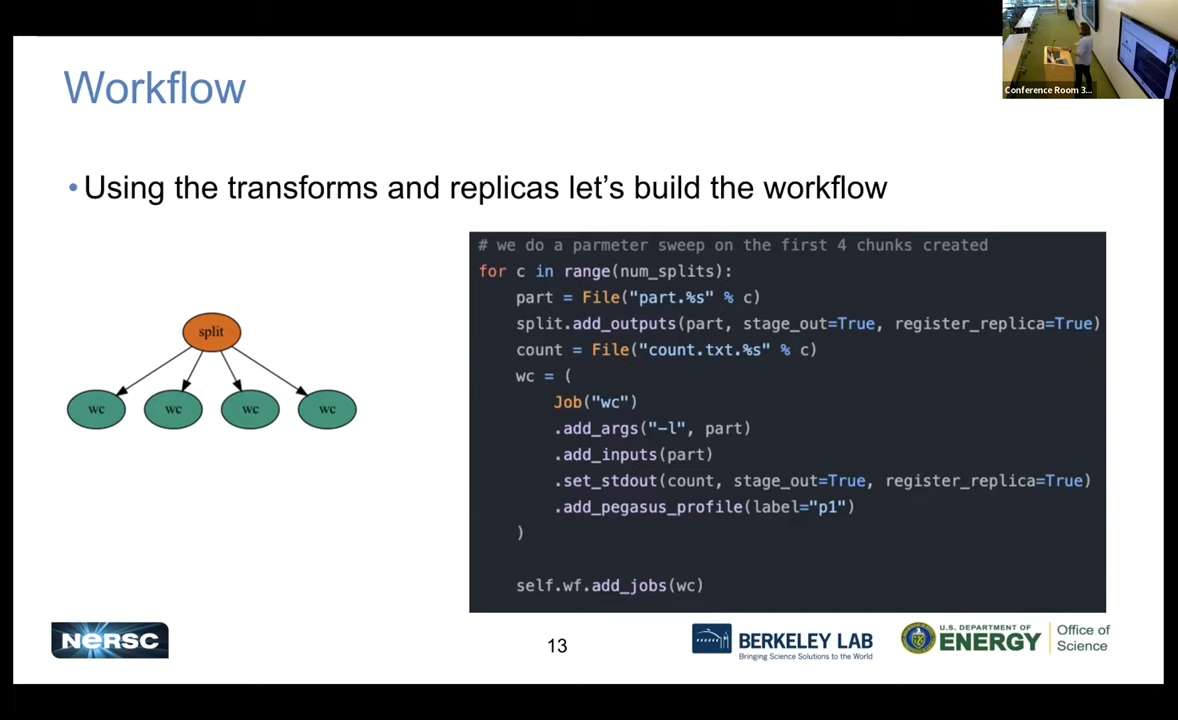 Workflow
Conference Room 3...
• Using the transforms and replicas let's build the workflow
split
wc
wc
wc
wc
# we do a parmeter sweep on the first 4 chunks created
for c in range(num_splits):
    part = File("part.%s" % c)
    split.add_outputs(part, stage_out=True, register_replica=True)
    count = File("count.txt.%s" % c)
    wc = (
        Job("wc")
        .add_args("-l", part)
        .add_inputs(part)
        .set_stdout(count, stage_out=True, register_replica=True)
        .add_pegasus_profile(label="p1")
    )
    self.wf.add_jobs(wc)
NERSC
13
BERKELEY LAB
Bringing Science Solutions to the World
U.S. DEPARTMENT OF
ENERGY
Office of
Science